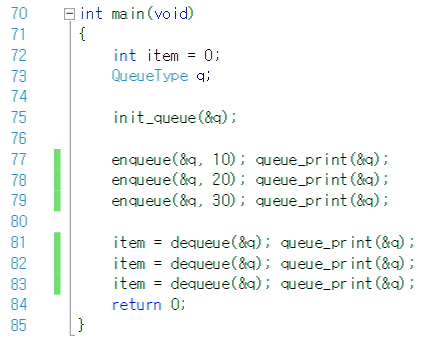 70 int main(void)
71 {
72 int item = 0;
73 QueueType q;
74
75 init_queue(&q);
76
77 enqueue(&q, 10); queue_print(&q);
78 enqueue(&q, 20); queue_print(&q);
79 enqueue(&q, 30); queue_print(&q);
80
81 item = dequeue(&q); queue_print(&q);
82 item = dequeue(&q); queue_print(&q);
83 item = dequeue(&q); queue_print(&q);
84 return 0;
85 }